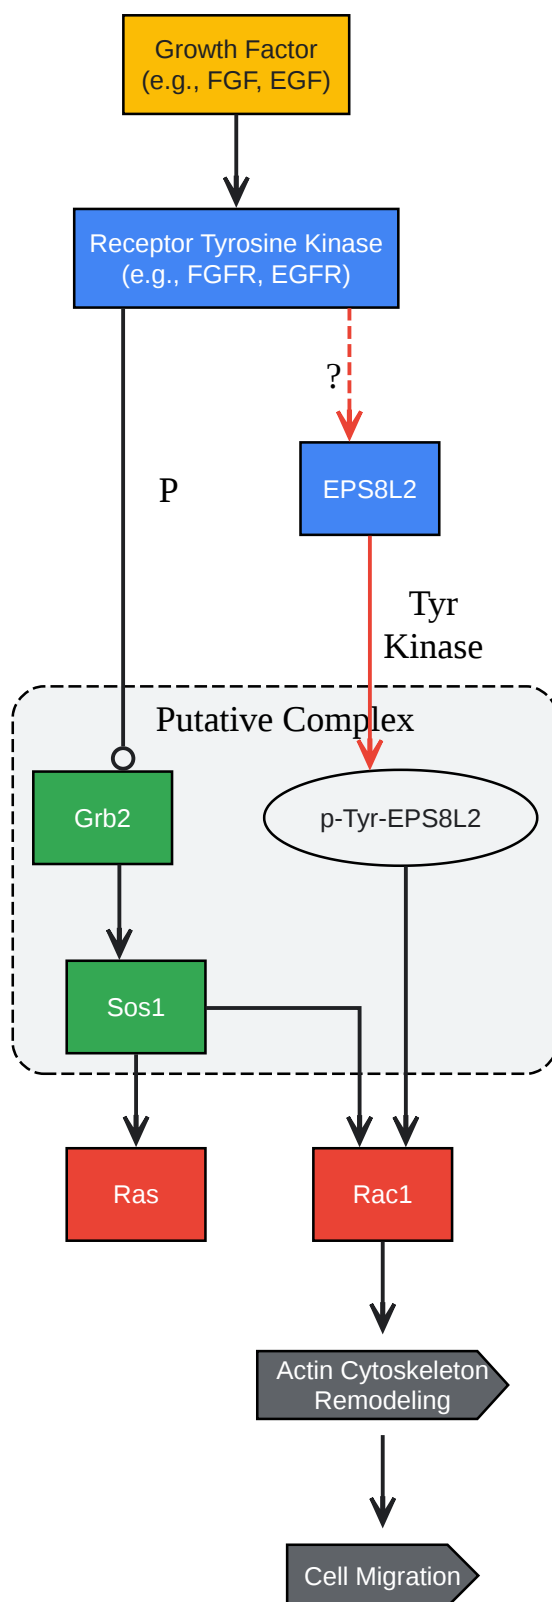 Growth Factor
(e.g., FGF, EGF)
Receptor Tyrosine Kinase
(e.g., FGFR, EGFR)
?
P
EPS8L2
Tyr
Kinase
Putative Complex
Grb2
p-Tyr-EPS8L2
Sos1
Ras
Rac1
Actin Cytoskeleton
Remodeling
Cell Migration